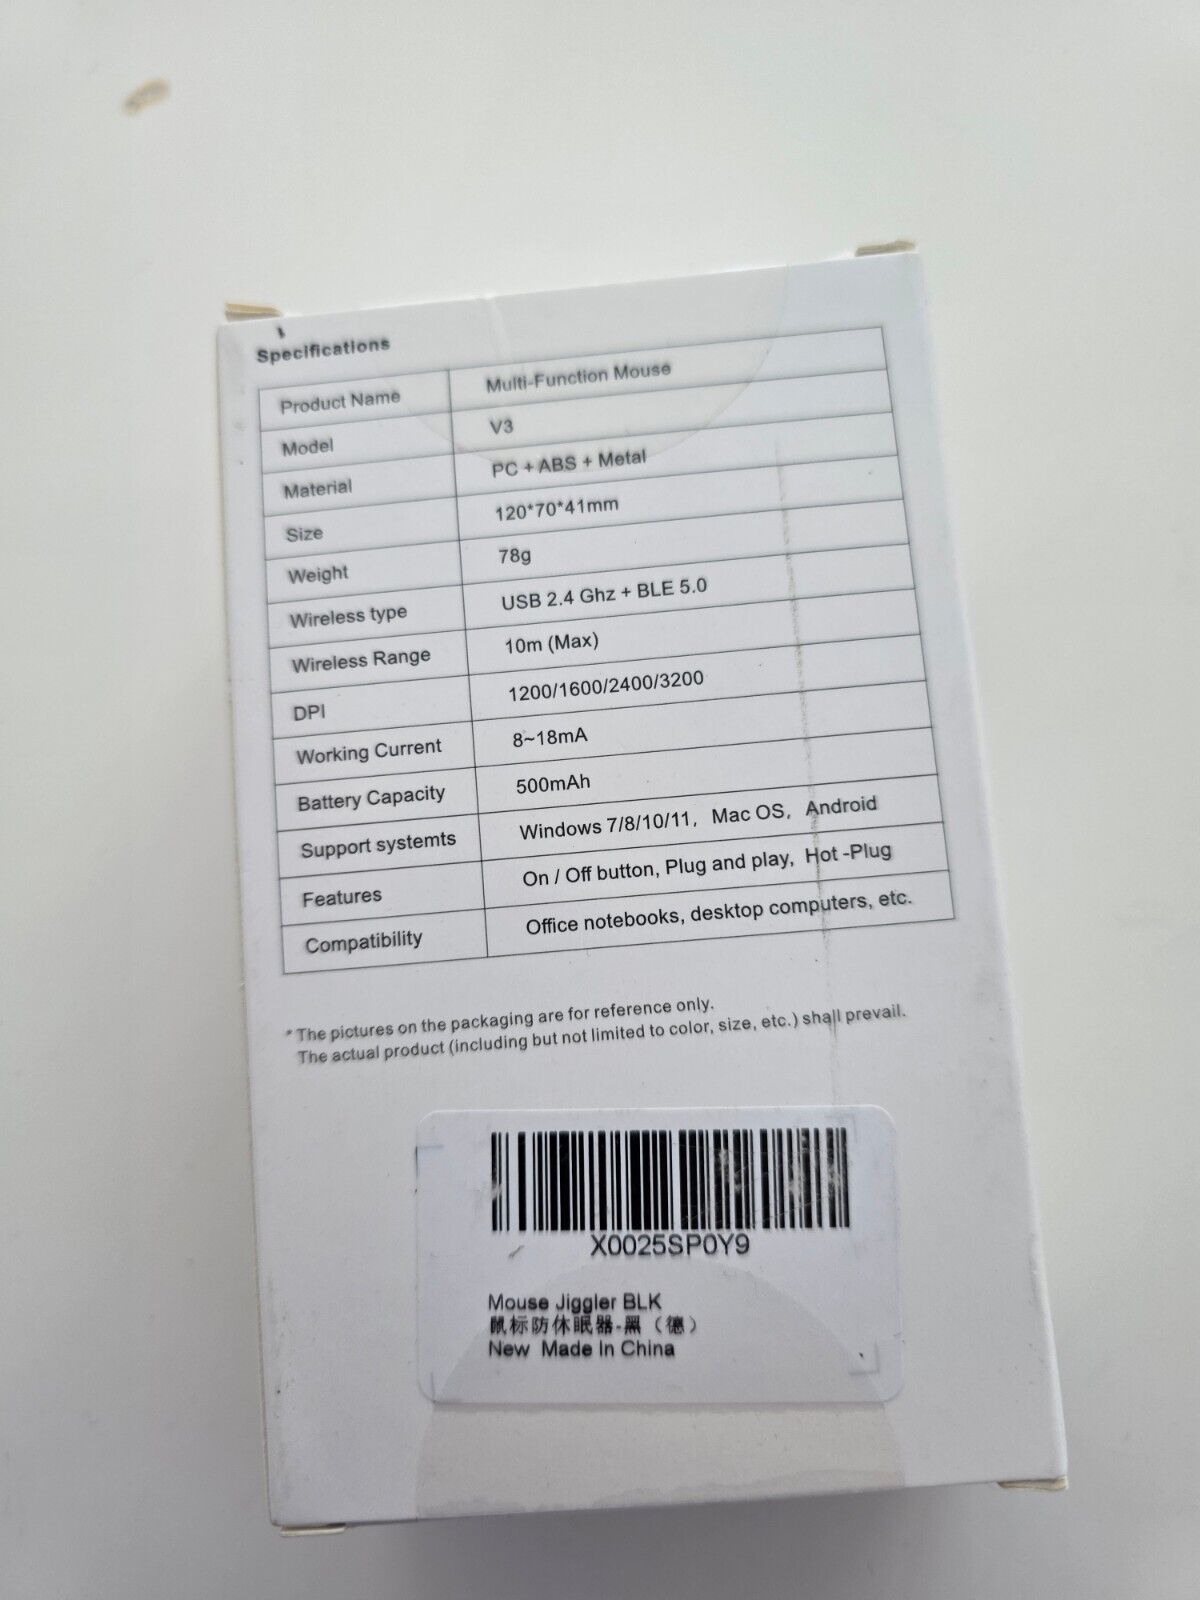 Specifications
Product Name Multi-Function Mouse
Model V3
Material PC + ABS + Metal
Size 120*70*41mm
Weight 78g
Wireless type USB 2.4 Ghz + BLE 5.0
Wireless Range 10m (Max)
DPI 1200/1600/2400/3200
Working Current 8~18mA
Battery Capacity 500mAh
Support systemts Windows 7/8/10/11, Mac OS, Android
Features On / Off button, Plug and play, Hot -Plug
Compatibility Office notebooks, desktop computers, etc.
* The pictures on the packaging are for reference only.
The actual product (including but not limited to color, size, etc.) shall prevail.
X0025SP0Y9
Mouse Jiggler BLK
鼠标防休眠器-黑（德）
New Made In China